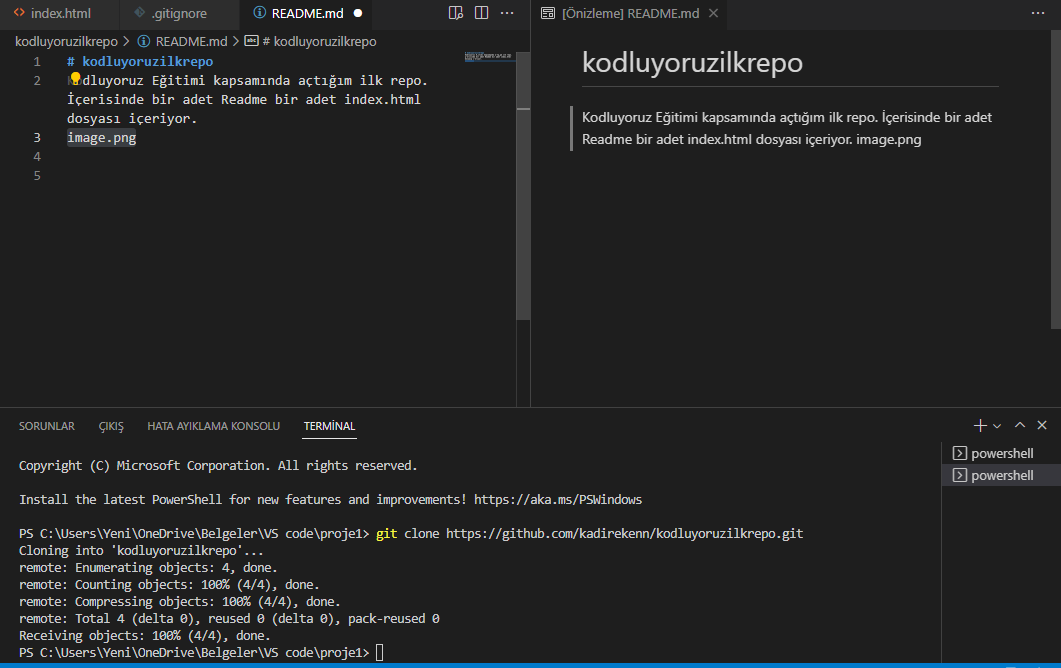 index.html
.gitignore
README.md
[Önizleme] README.md
kodluyoruzilkrepo > README.md > # kodluyoruzilkrepo
1 # kodluyoruzilkrepo
2 dluyoruz Eğitimi kapsamında açtığım ilk repo.
İçerisinde bir adet Readme bir adet index.html
dosyası içeriyor.
3 image.png
4
5
kodluyoruzilkrepo
Kodluyoruz Eğitimi kapsamında açtığım ilk repo. İçerisinde bir adet
Readme bir adet index.html dosyası içeriyor. image.png
SORUNLAR
ÇIKIŞ
HATA AYIKLAMA KONSOLU
TERMİNAL
Copyright (C) Microsoft Corporation. All rights reserved.
Install the latest PowerShell for new features and improvements! https://aka.ms/PSWindows
PS C:\Users\Yeni\OneDrive\Belgeler\VS code\proje1> git clone https://github.com/kadirekenn/kodluyoruzilkrepo.git
Cloning into 'kodluyoruzilkrepo'...
remote: Enumerating objects: 4, done.
remote: Counting objects: 100% (4/4), done.
remote: Compressing objects: 100% (4/4), done.
remote: Total 4 (delta 0), reused 0 (delta 0), pack-reused 0
Receiving objects: 100% (4/4), done.
PS C:\Users\Yeni\OneDrive\Belgeler\VS code\proje1>
powershell
powershell